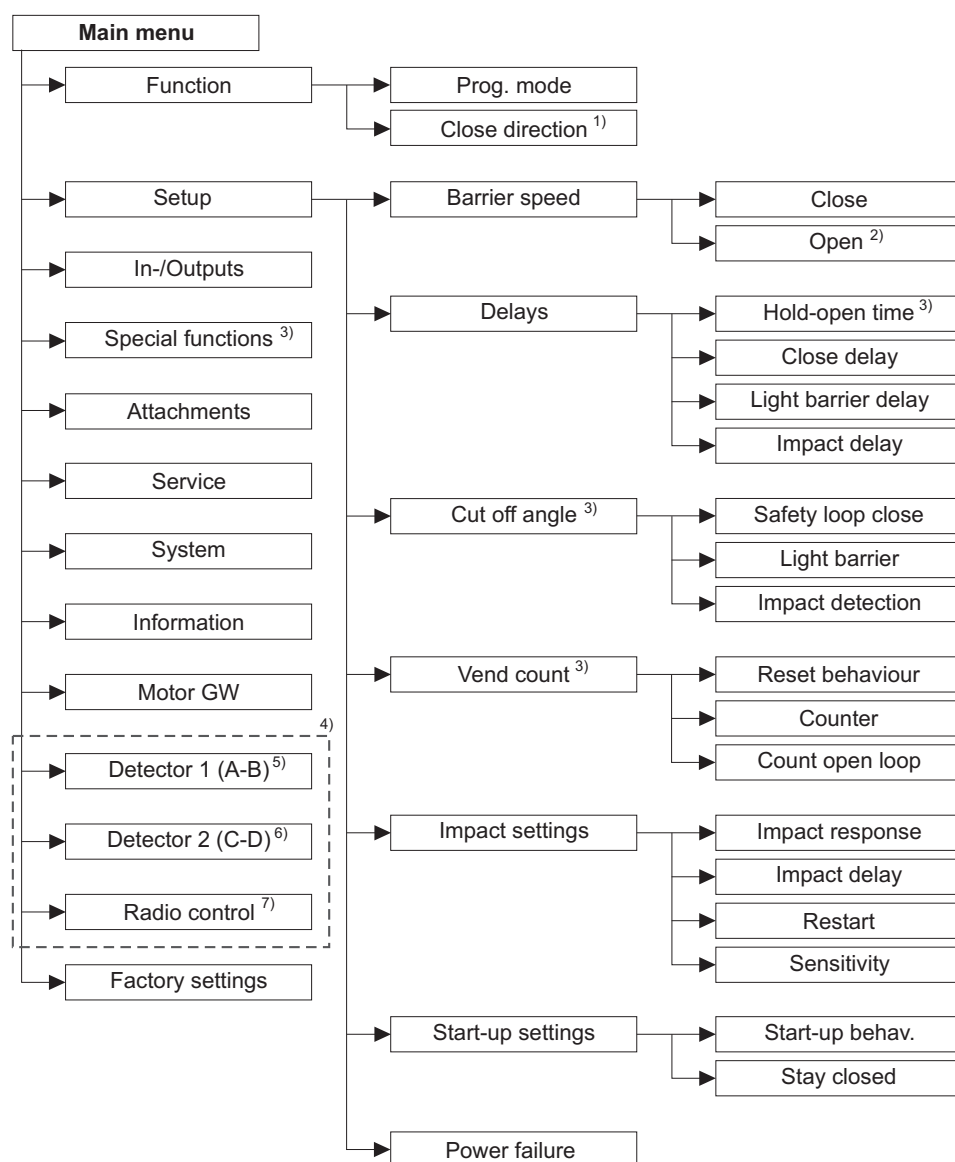 Main menu
Function
Prog. mode
Close direction 1)
Setup
Barrier speed
Close
Open 2)
In-/Outputs
Special functions 3)
Delays
Hold-open time 3)
Close delay
Light barrier delay
Impact delay
Attachments
Service
System
Cut off angle 3)
Safety loop close
Light barrier
Impact detection
Information
Motor GW
Vend count 3)
Reset behaviour
Counter
Count open loop
4)
Detector 1 (A-B) 5)
Detector 2 (C-D) 6)
Radio control 7)
Impact settings
Impact response
Impact delay
Restart
Sensitivity
Factory settings
Start-up settings
Start-up behav.
Stay closed
Power failure